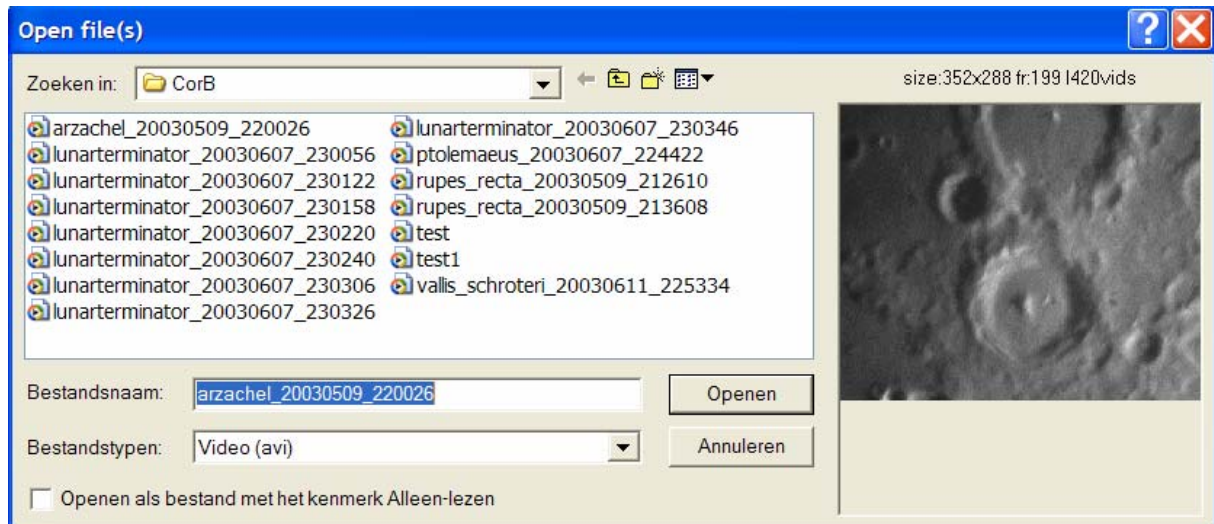 Open file(s)
Zoeken in: CorB
size:352x288 fr:199 I420vids
arzachel_20030509_220026
lunarterminator_20030607_230056
lunarterminator_20030607_230122
lunarterminator_20030607_230158
lunarterminator_20030607_230220
lunarterminator_20030607_230240
lunarterminator_20030607_230306
lunarterminator_20030607_230326
lunarterminator_20030607_230346
ptolemaeus_20030607_224422
rupes_recta_20030509_212610
rupes_recta_20030509_213608
test
test1
vallis_schroteri_20030611_225334
Bestandsnaam: arzachel_20030509_220026
Openen
Bestandstypen: Video (avi)
Annuleren
Openen als bestand met het kenmerk Alleen-lezen